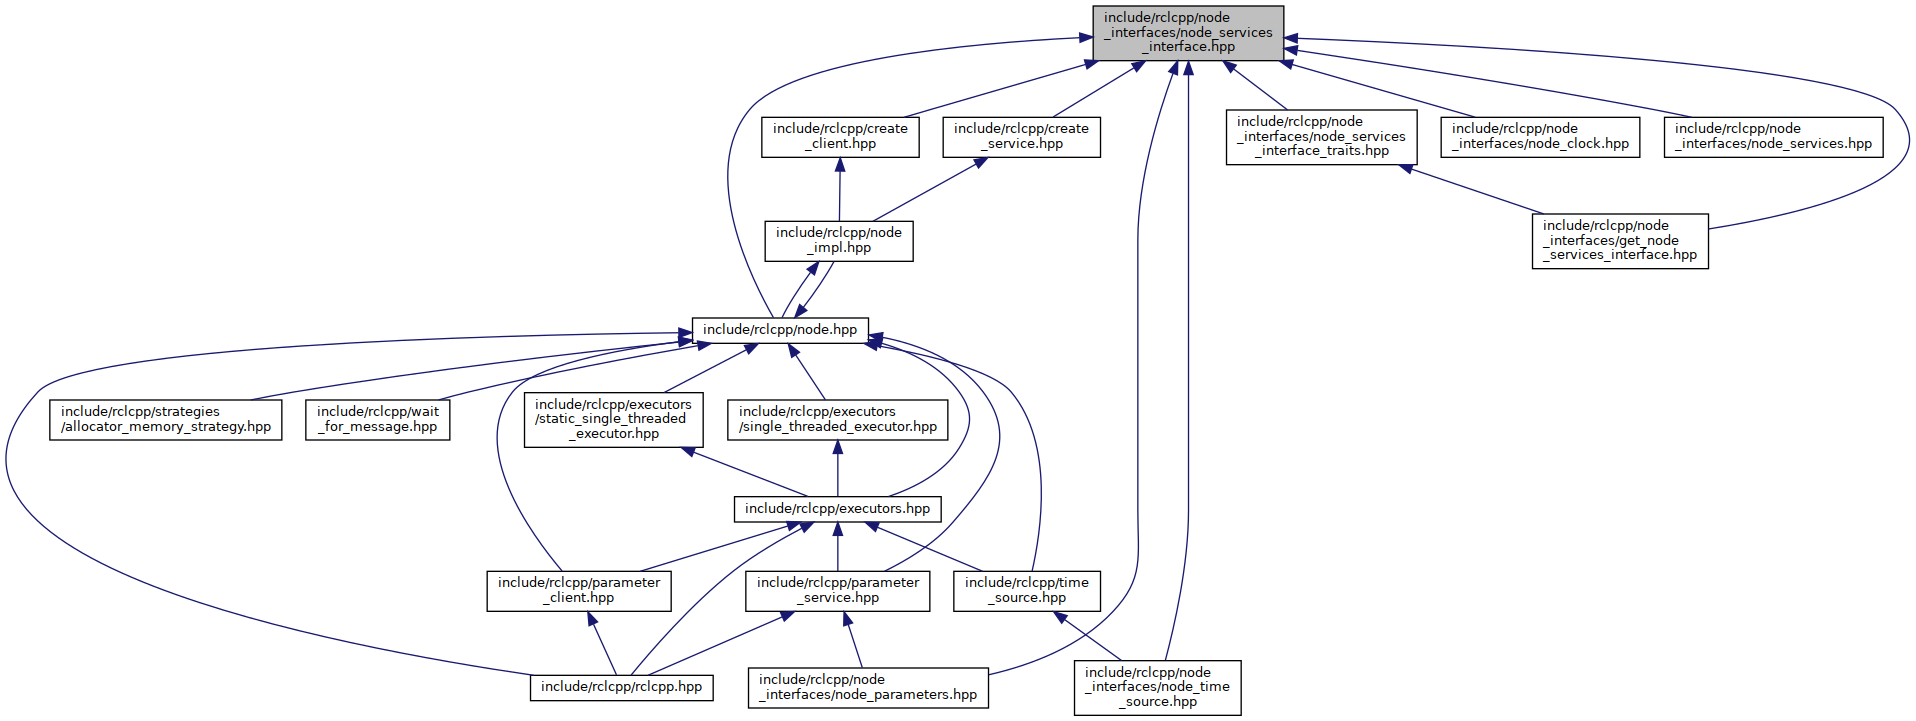 include/rclcpp/node
_interfaces/node_services
_interface.hpp
include/rclcpp/create
_client.hpp
include/rclcpp/create
_service.hpp
include/rclcpp/node
_interfaces/node_services
_interface_traits.hpp
include/rclcpp/node
_interfaces/node_clock.hpp
include/rclcpp/node
_interfaces/node_services.hpp
include/rclcpp/node
_impl.hpp
include/rclcpp/node
_interfaces/get_node
_services_interface.hpp
include/rclcpp/node.hpp
include/rclcpp/strategies
/allocator_memory_strategy.hpp
include/rclcpp/wait
_for_message.hpp
include/rclcpp/executors
/static_single_threaded
_executor.hpp
include/rclcpp/executors
/single_threaded_executor.hpp
include/rclcpp/executors.hpp
include/rclcpp/parameter
_client.hpp
include/rclcpp/parameter
_service.hpp
include/rclcpp/time
_source.hpp
include/rclcpp/rclcpp.hpp
include/rclcpp/node
_interfaces/node_parameters.hpp
include/rclcpp/node
_interfaces/node_time
_source.hpp